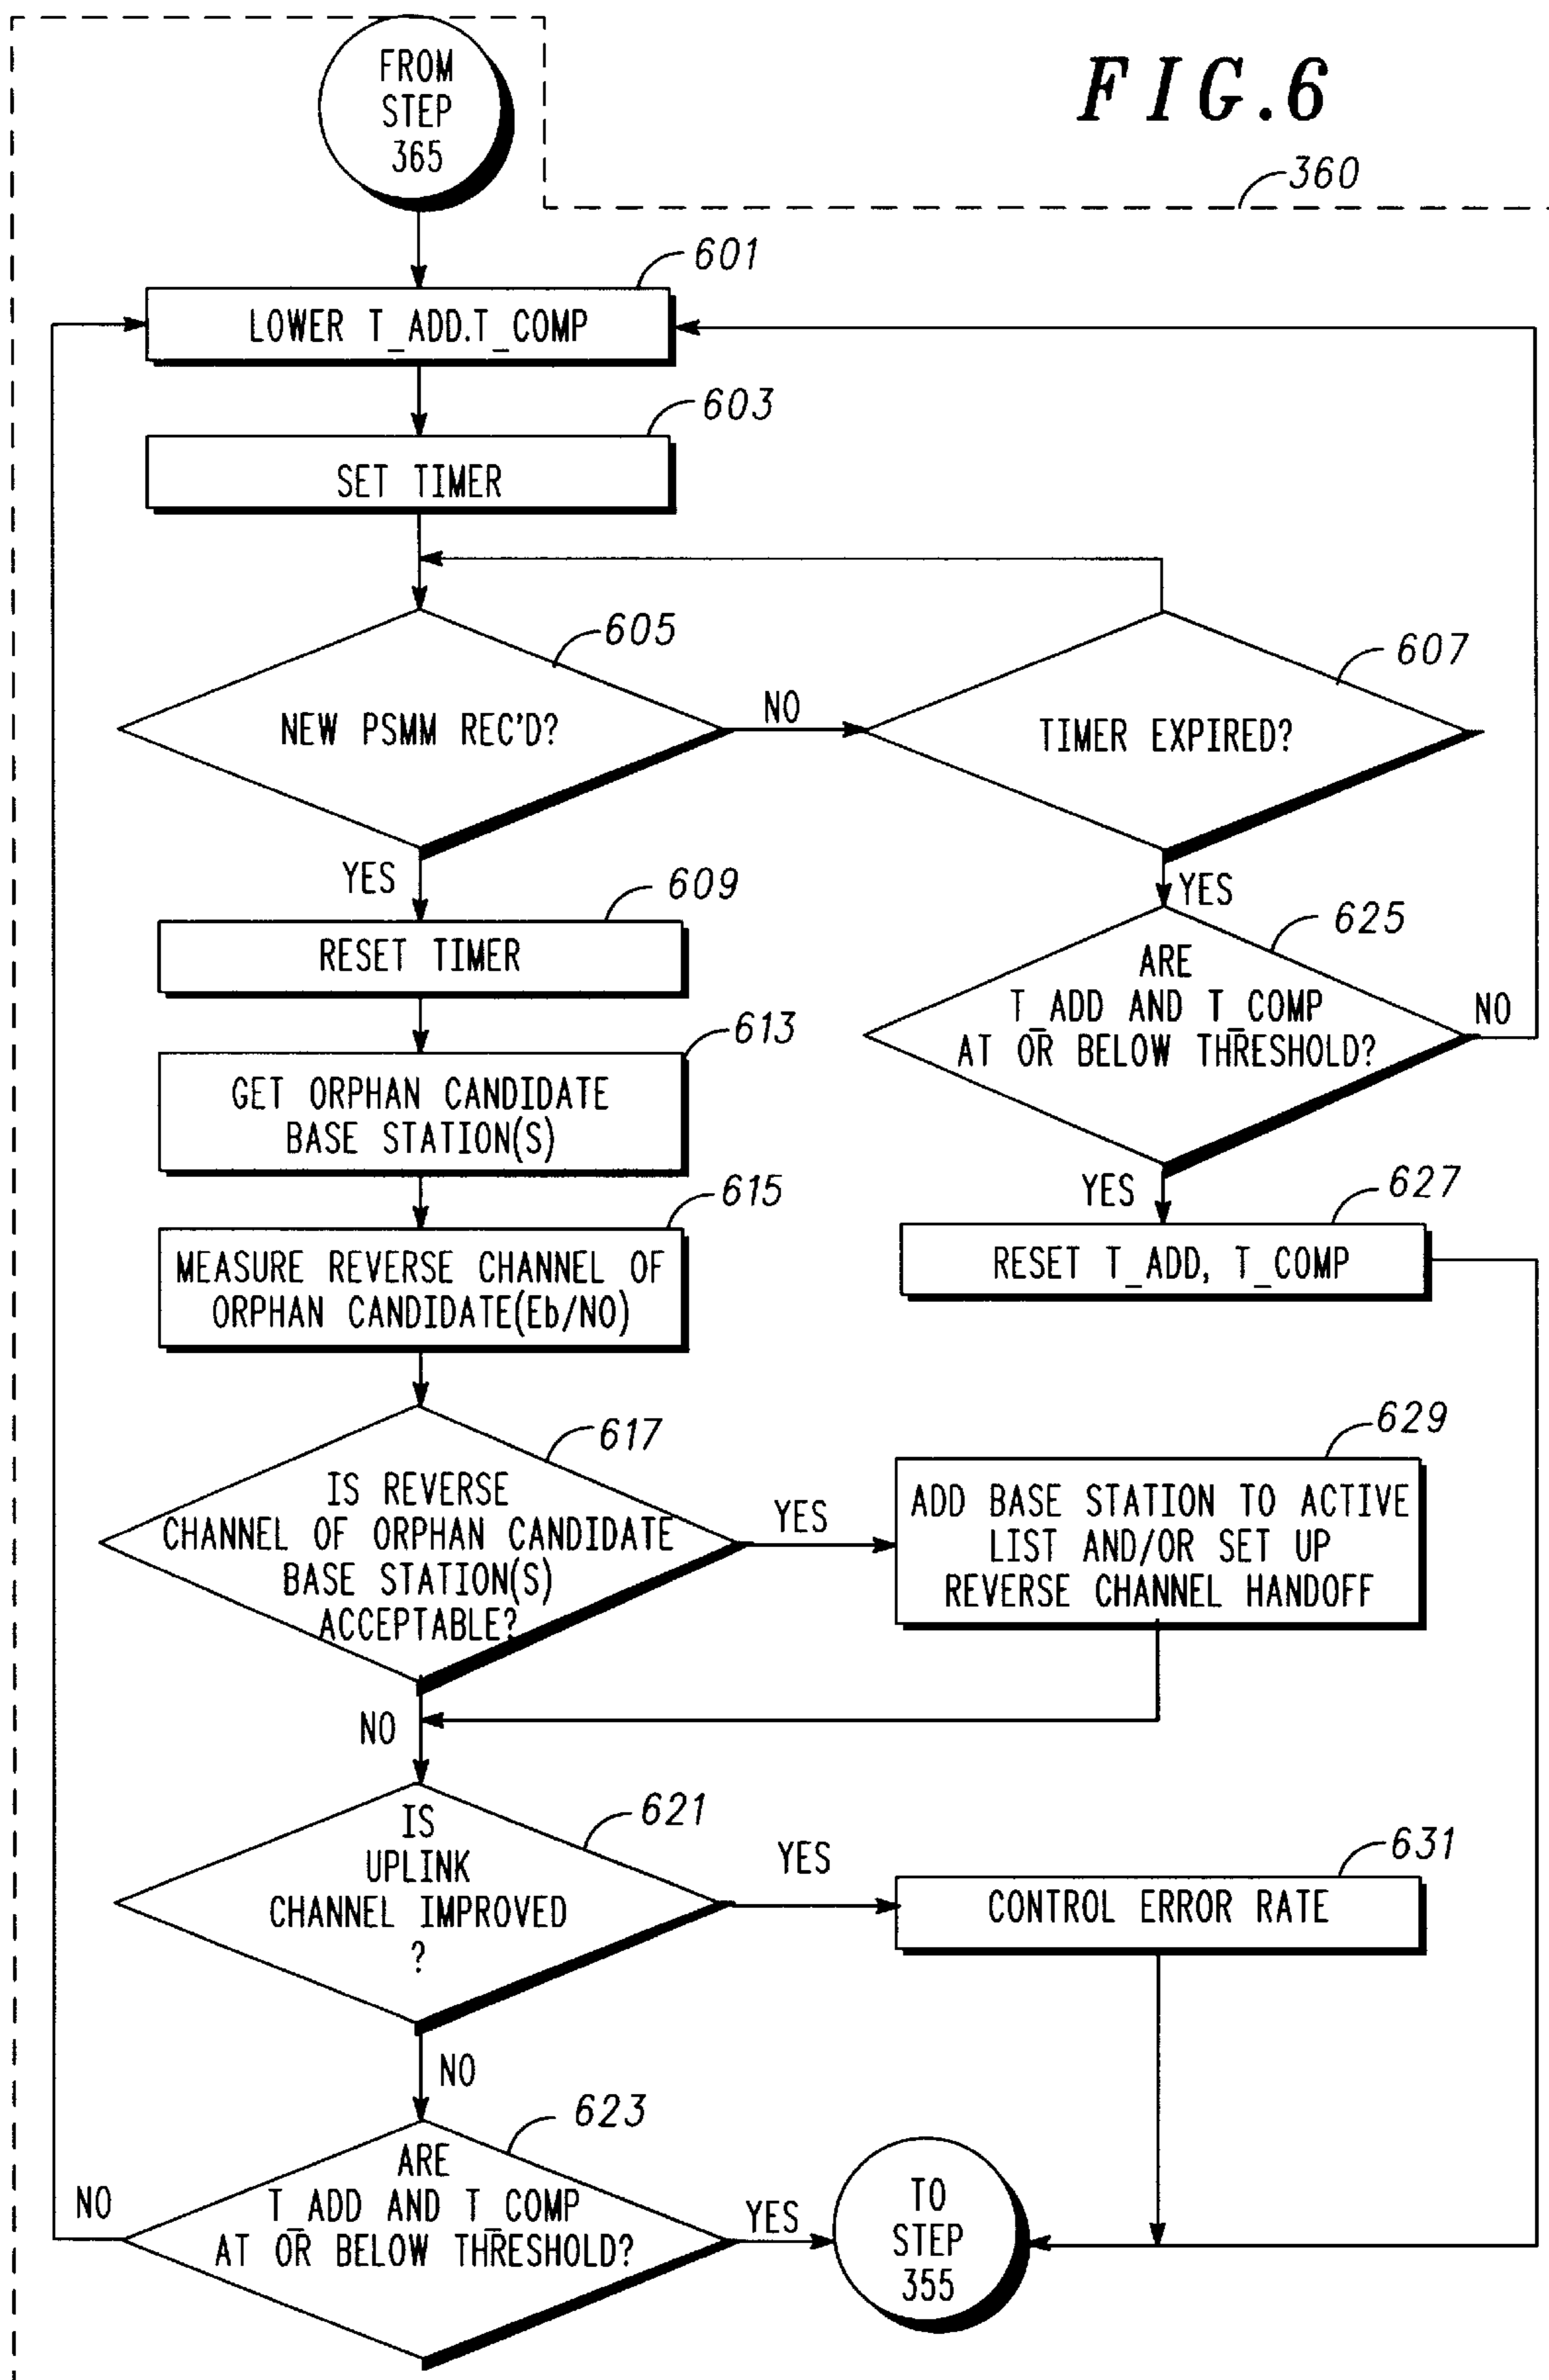 FROM
STEP
365
FIG.6
360
601
LOWER T_ADD.T_COMP
603
SET TIMER
605
NEW PSMM REC'D?
NO
607
TIMER EXPIRED?
YES
YES
609
RESET TIMER
625
ARE
T_ADD AND T_COMP
AT OR BELOW THRESHOLD?
NO
613
GET ORPHAN CANDIDATE
BASE STATION(S)
YES
627
RESET T_ADD, T_COMP
615
MEASURE REVERSE CHANNEL OF
ORPHAN CANDIDATE(Eb/NO)
617
IS REVERSE
CHANNEL OF ORPHAN CANDIDATE
BASE STATION(S)
ACCEPTABLE?
YES
629
ADD BASE STATION TO ACTIVE
LIST AND/OR SET UP
REVERSE CHANNEL HANDOFF
NO
621
IS
UPLINK
CHANNEL IMPROVED
?
YES
631
CONTROL ERROR RATE
NO
623
ARE
T_ADD AND T_COMP
AT OR BELOW THRESHOLD?
NO
YES
TO
STEP
355